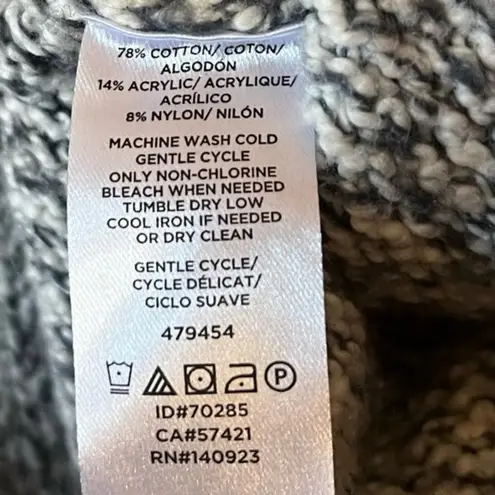 78% COTTON/ COTON/
ALGODÓN
14% ACRYLIC/ ACRYLIQUE/
ACRÍLICO
8% NYLON/ NILÓN
MACHINE WASH COLD
GENTLE CYCLE
ONLY NON-CHLORINE
BLEACH WHEN NEEDED
TUMBLE DRY LOW
COOL IRON IF NEEDED
OR DRY CLEAN
GENTLE CYCLE/
CYCLE DÉLICAT/
CICLO SUAVE
479454
P
ID#70285
CA#57421
RN#140923